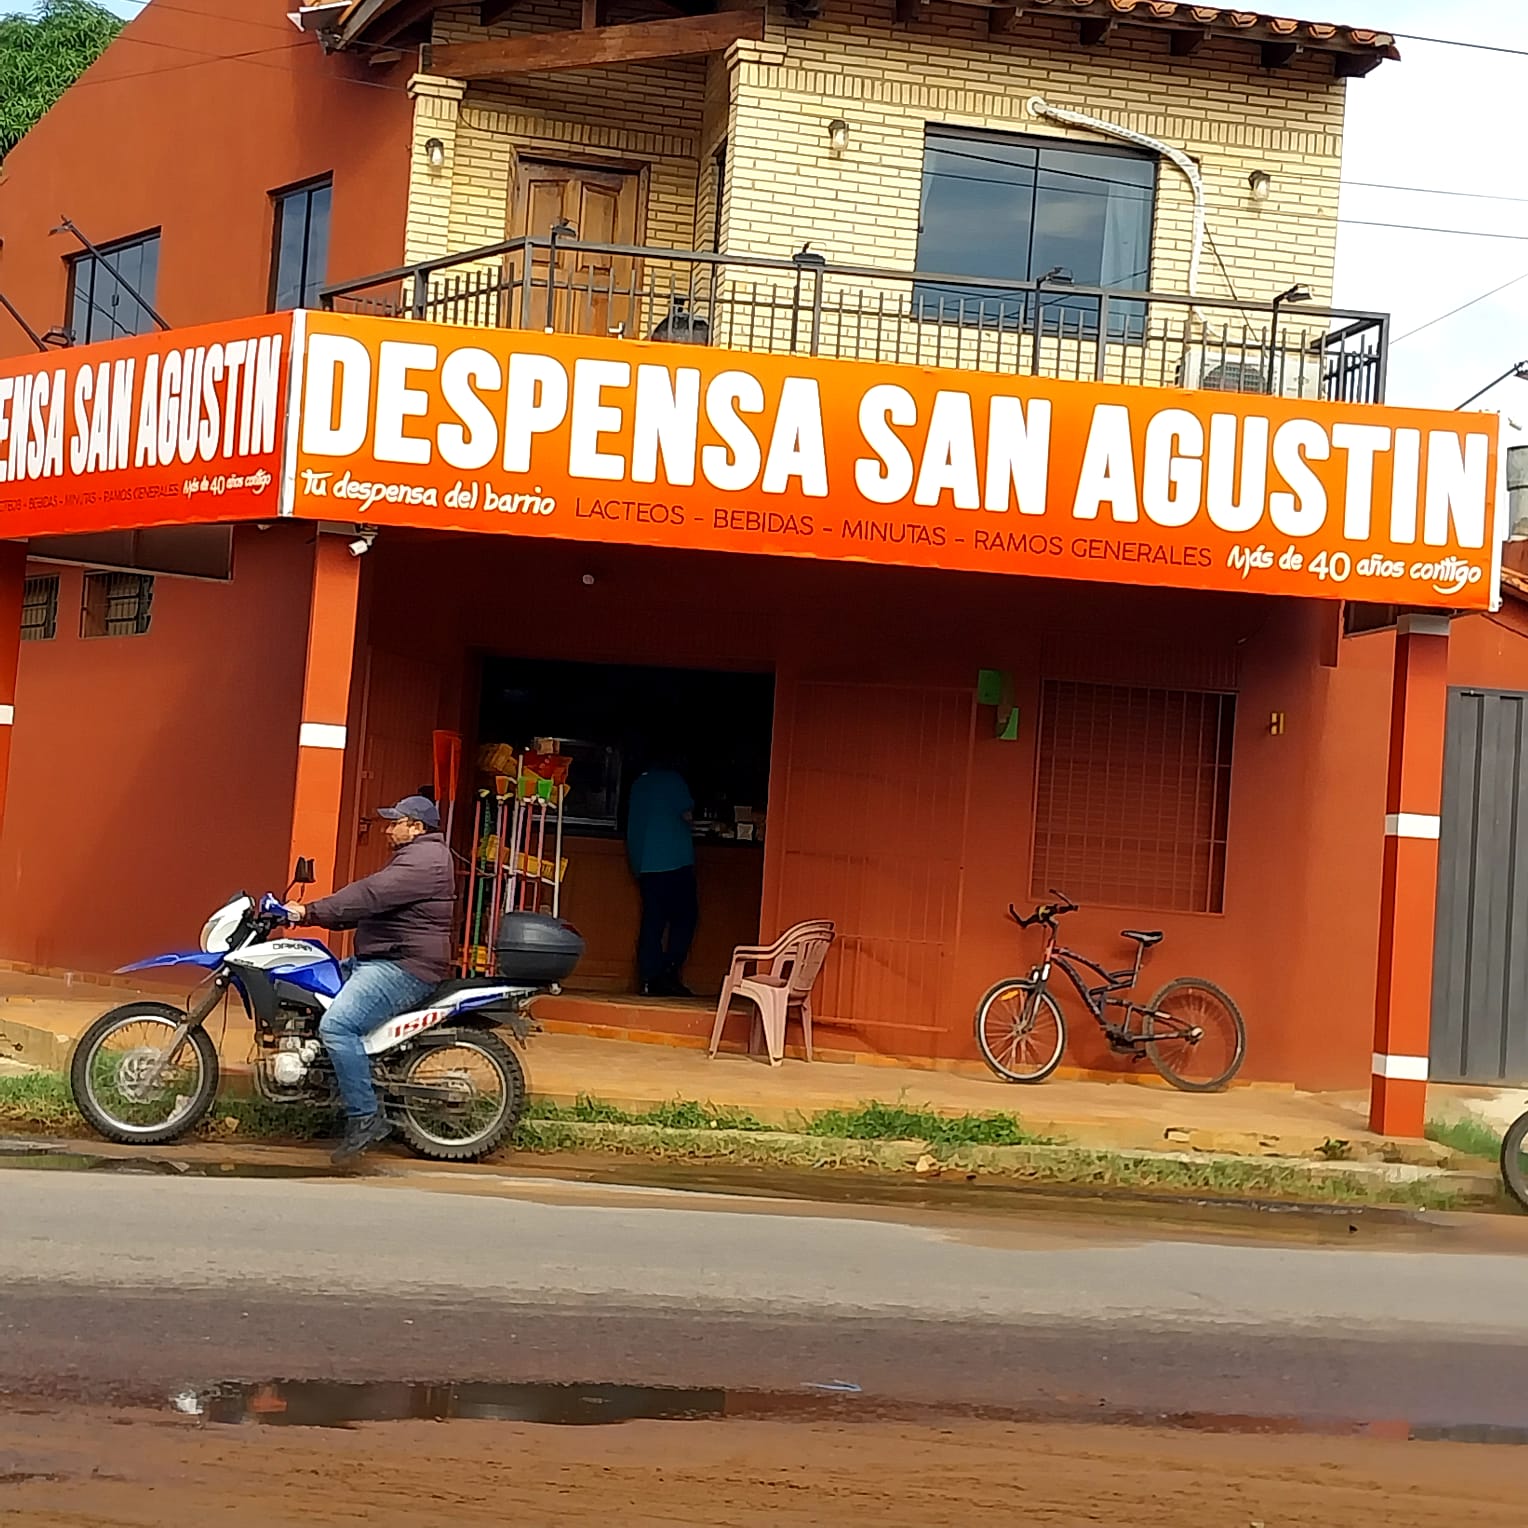 ENSA SAN AGUSTIN
BEBIDAS - MINUTAS - RAMOS GENERALES Más de 40 años contigo
DESPENSA SAN AGUSTIN
Tu despensa del barrio
LACTEOS - BEBIDAS - MINUTAS - RAMOS GENERALES
Más de 40 años contigo
DAKAR
150